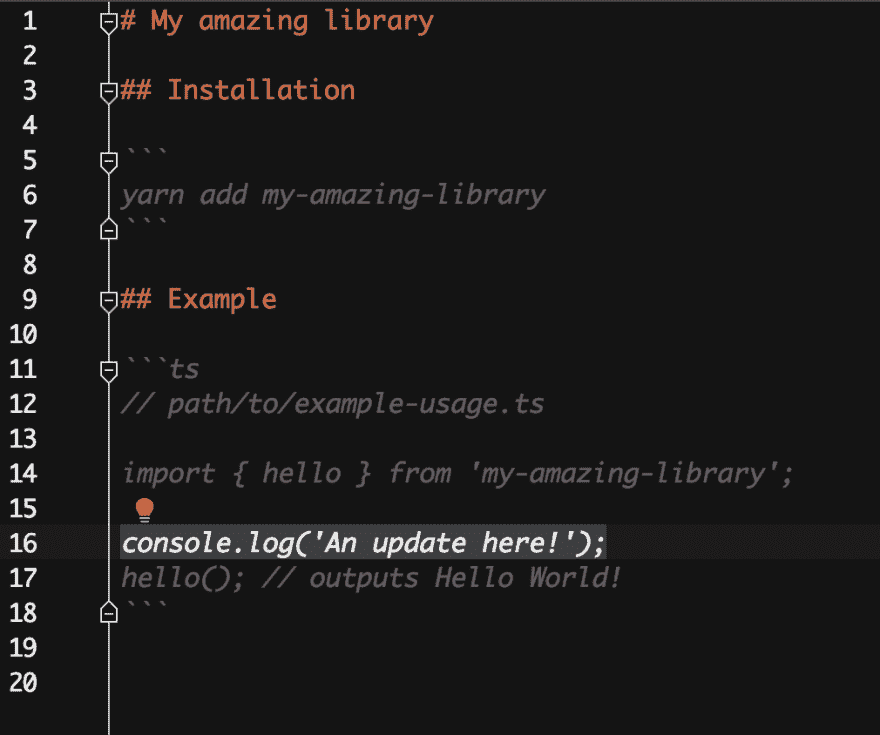 1 # My amazing library
2
3 ## Installation
4
5 ```
6 yarn add my-amazing-library
7 ```
8
9 ## Example
10
11 ```ts
12 // path/to/example-usage.ts
13
14 import { hello } from 'my-amazing-library';
15
16 console.log('An update here!');
17 hello(); // outputs Hello World!
18 ```
19
20